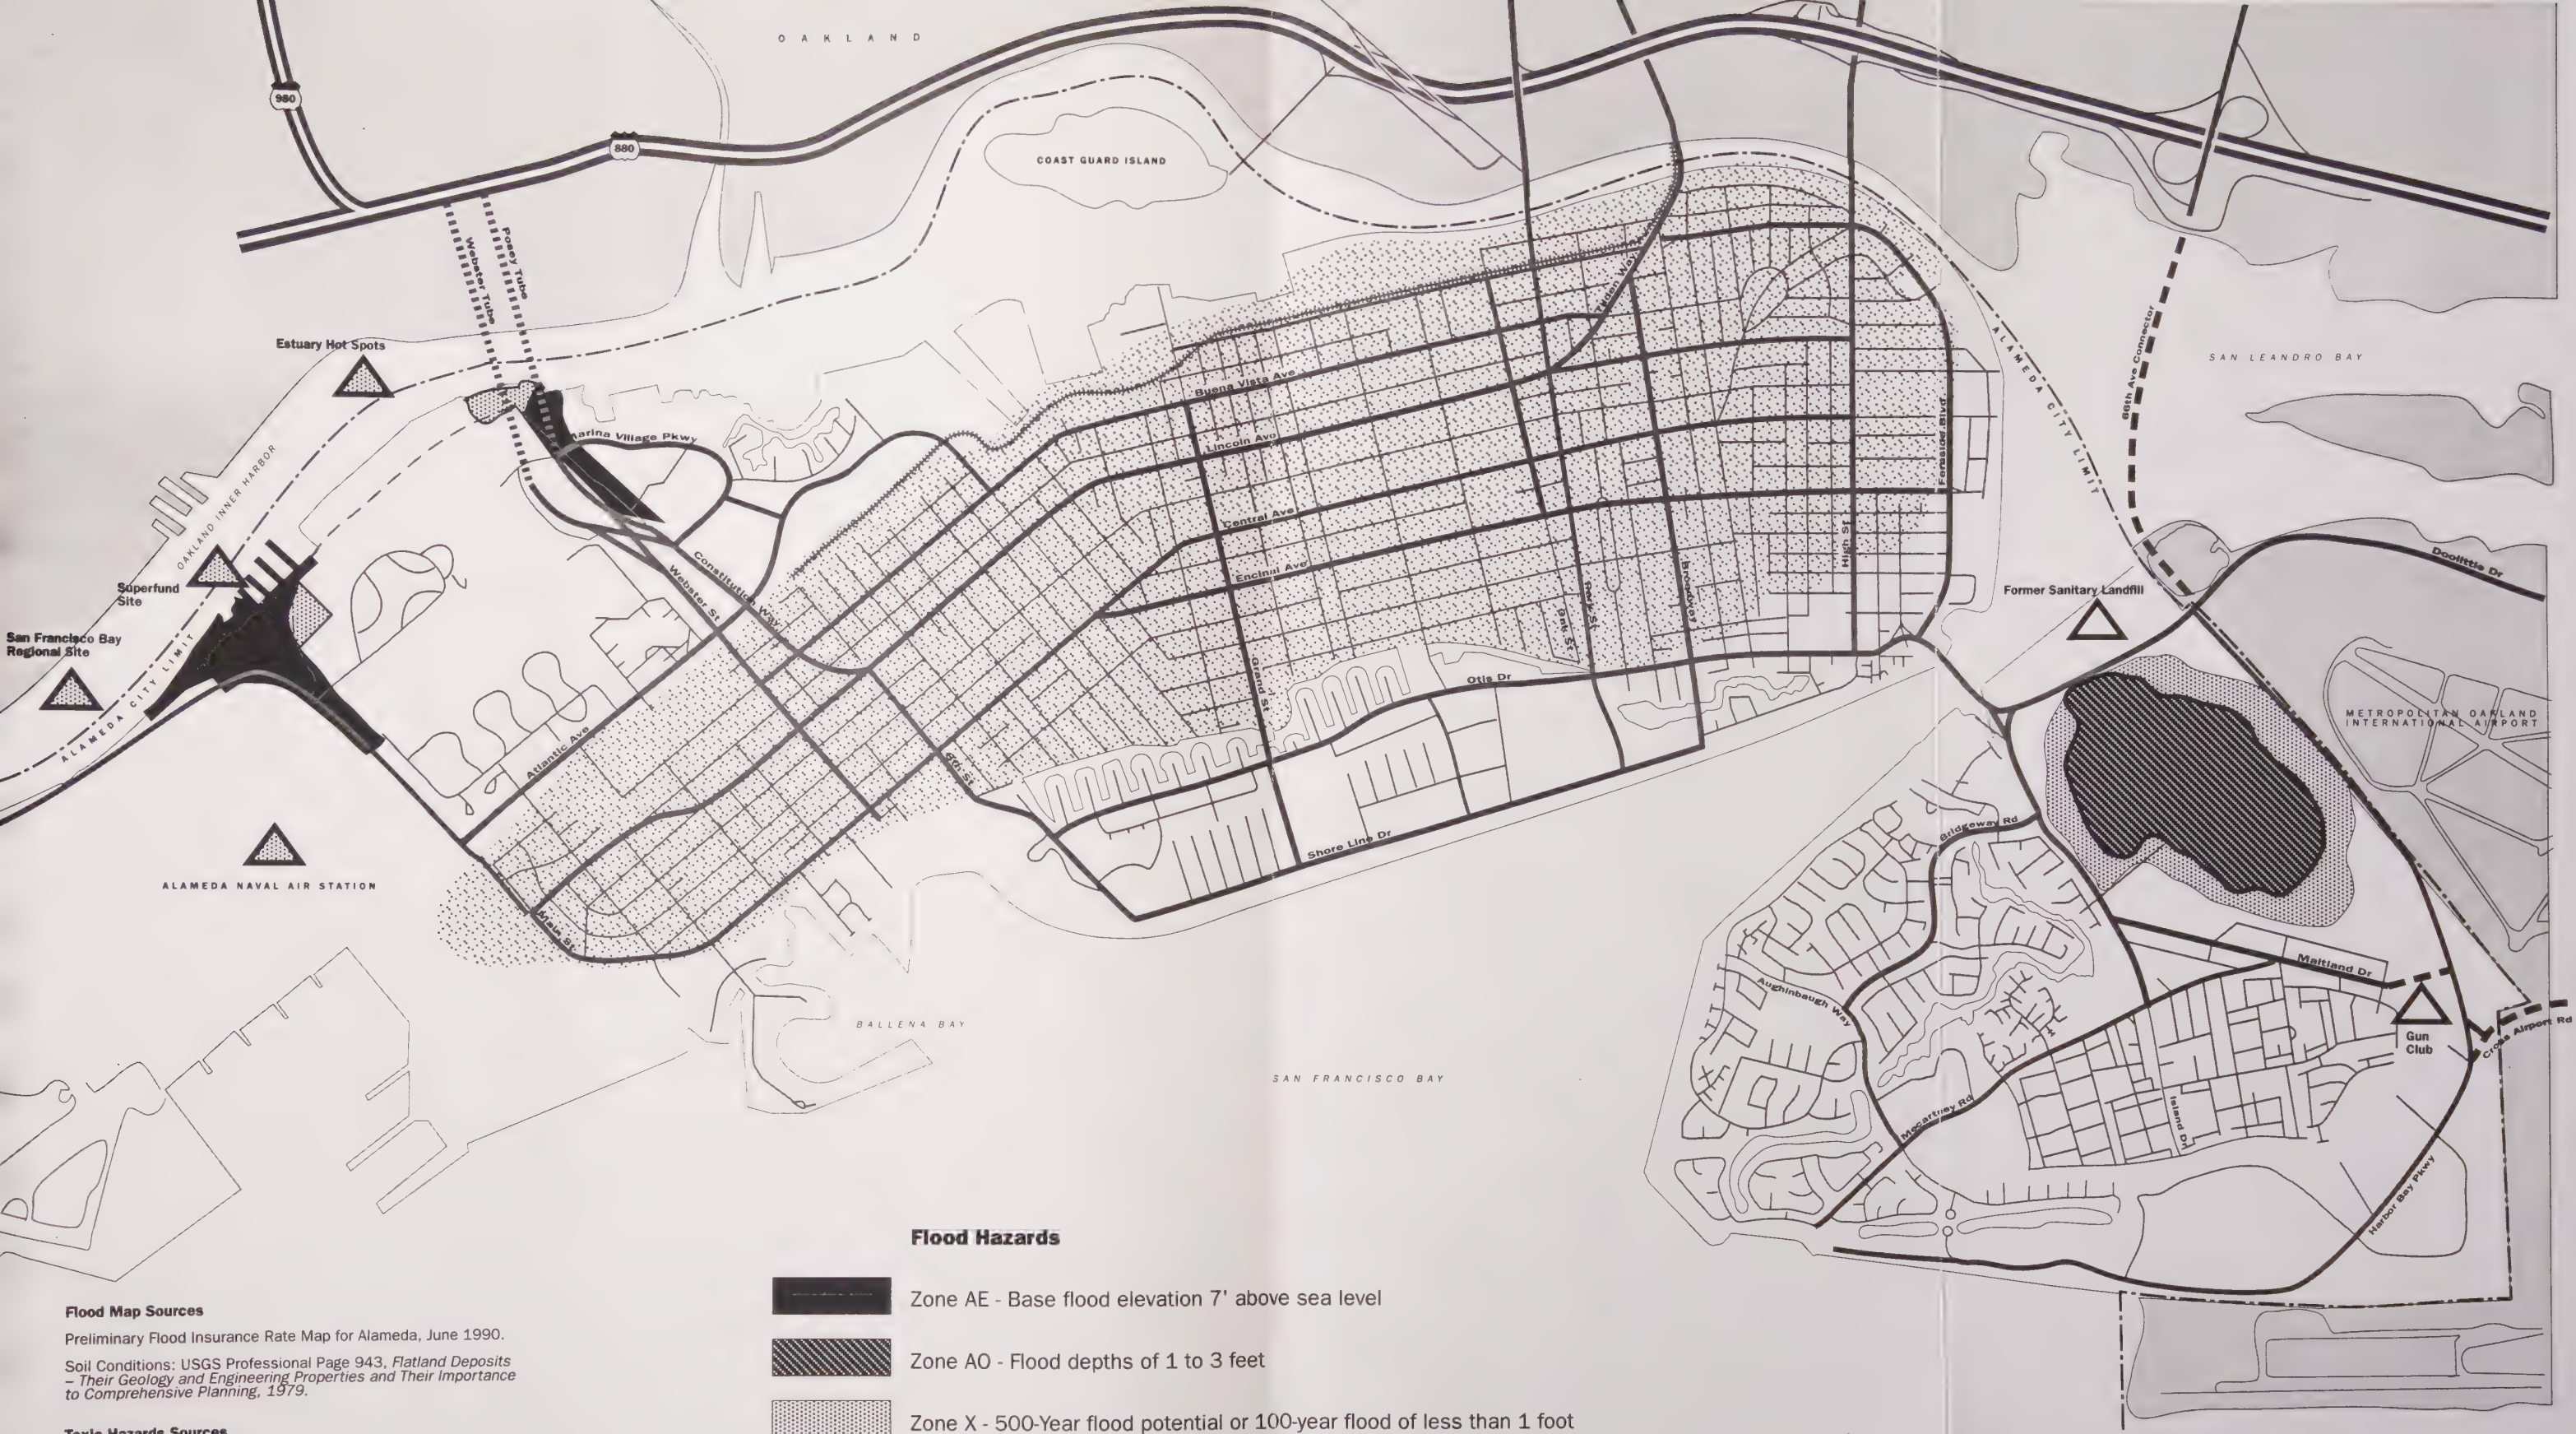 OAKLAND
980
880
COAST GUARD ISLAND
Webster Tube
Posey Tube
Estuary Hot Spots
OAKLAND INNER HARBOR
Superfund
Site
San Francisco Bay
Regional Site
ALAMEDA CITY LIMIT
ALAMEDA NAVAL AIR STATION
Marina Village Pkwy
Constitution Way
Webster St
Atlantic Ave
Main St
8th St
Buena Vista Ave
Lincoln Ave
Central Ave
Encinal Ave
Grand St
Otis Dr
Shore Line Dr
Tilden Way
Oak St
Park St
Broadway
High St
Fernside Blvd
ALAMEDA CITY LIMIT
66th Ave Connector
SAN LEANDRO BAY
Doolittle Dr
Former Sanitary Landfill
METROPOLITAN OAKLAND
INTERNATIONAL AIRPORT
Bridgeway Rd
Aughinbaugh Way
Maitland Dr
Gun
Club
Cross Airport Rd
Mecartney Rd
Island Dr
Harbor Bay Pkwy
BALLENA BAY
SAN FRANCISCO BAY
Flood Hazards
Zone AE - Base flood elevation 7' above sea level
Zone AO - Flood depths of 1 to 3 feet
Zone X - 500-Year flood potential or 100-year flood of less than 1 foot
Flood Map Sources
Preliminary Flood Insurance Rate Map for Alameda, June 1990.
Soil Conditions: USGS Professional Page 943, Flatland Deposits
– Their Geology and Engineering Properties and Their Importance
to Comprehensive Planning, 1979.
Toxic Hazards Sources